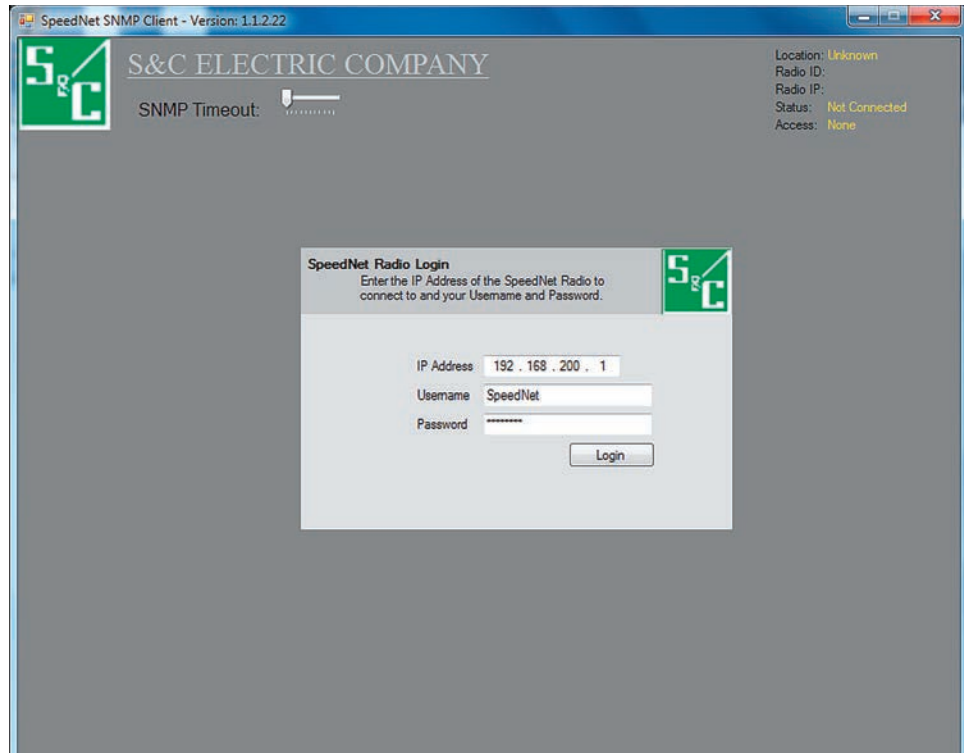 SpeedNet SNMP Client - Version: 1.1.2.22
S&C
S&C ELECTRIC COMPANY
SNMP Timeout:
Location: Unknown
Radio ID:
Radio IP:
Status: Not Connected
Access: None
SpeedNet Radio Login
Enter the IP Address of the SpeedNet Radio to
connect to and your Username and Password.
S&C
IP Address 192 . 168 . 200 . 1
Username SpeedNet
Password ********
Login